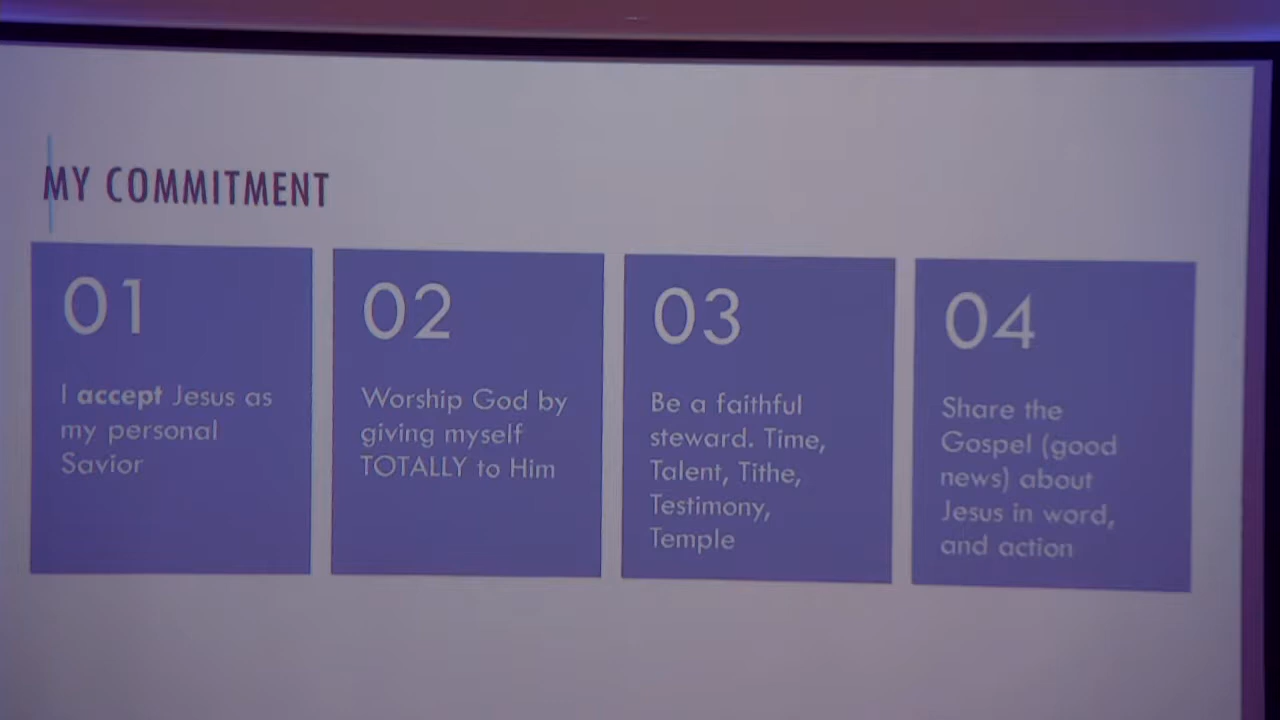 MY COMMITMENT
01
I accept Jesus as
my personal
Savior
02
Worship God by
giving myself
TOTALLY to Him
03
Be a faithful
steward. Time,
Talent, Tithe,
Testimony,
Temple
04
Share the
Gospel (good
news) about
Jesus in word,
and action